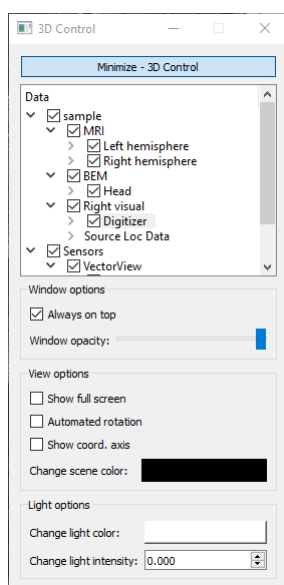 3D Control
Minimize - 3D Control
Data
sample
MRI
Left hemisphere
Right hemisphere
BEM
Head
Right visual
Digitizer
Source Loc Data
Sensors
VectorView
Window options
Always on top
Window opacity:
View options
Show full screen
Automated rotation
Show coord. axis
Change scene color:
Light options
Change light color:
Change light intensity: 0.000